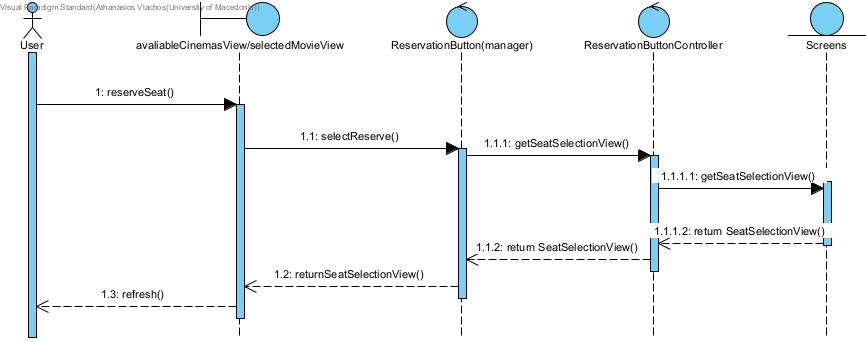 Visual Paradigm Standard(Athanasios Vlachos(University of Macedonia))
User
avaliableCinemasView/selectedMovieView
ReservationButton(manager)
ReservationButtonController
Screens
1: reserveSeat()
1.1: selectReserve()
1.1.1: getSeatSelectionView()
1.1.1.1: getSeatSelectionView()
1.1.1.2: return SeatSelectionView()
1.1.2: return SeatSelectionView()
1.2: returnSeatSelectionView()
1.3: refresh()